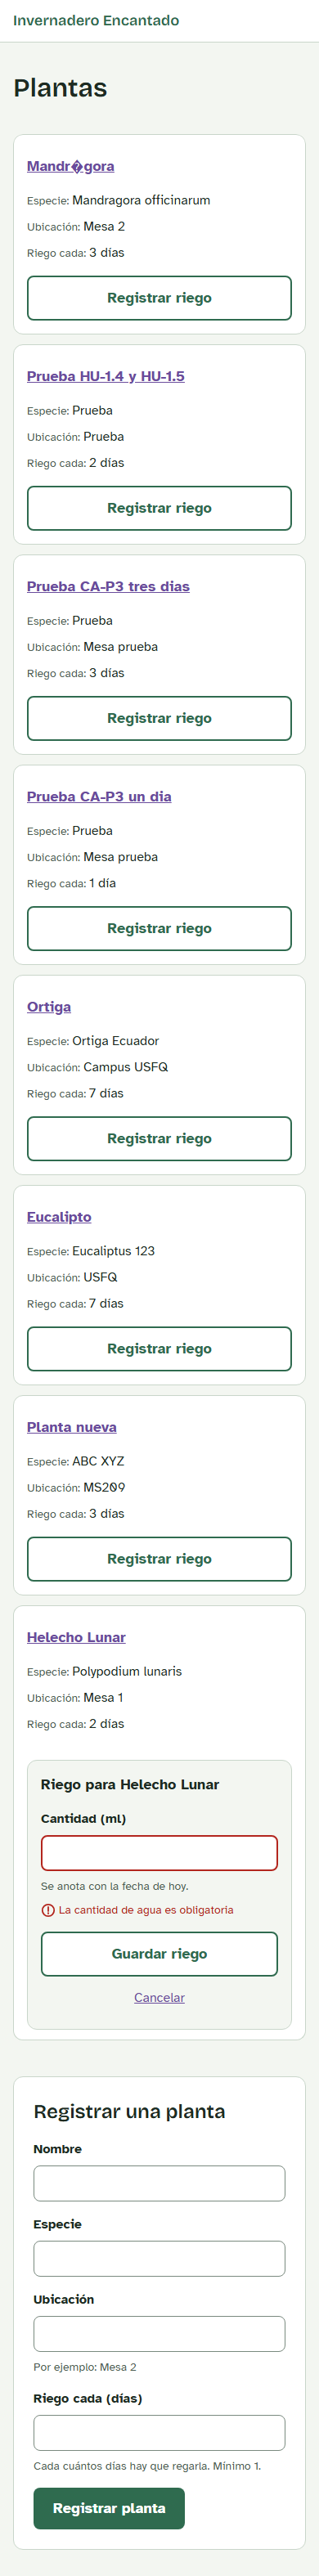 Invernadero Encantado
Plantas
Mandr�gora
Especie: Mandragora officinarum
Ubicación: Mesa 2
Riego cada: 3 días
Registrar riego
Prueba HU-1.4 y HU-1.5
Especie: Prueba
Ubicación: Prueba
Riego cada: 2 días
Registrar riego
Prueba CA-P3 tres dias
Especie: Prueba
Ubicación: Mesa prueba
Riego cada: 3 días
Registrar riego
Prueba CA-P3 un dia
Especie: Prueba
Ubicación: Mesa prueba
Riego cada: 1 día
Registrar riego
Ortiga
Especie: Ortiga Ecuador
Ubicación: Campus USFQ
Riego cada: 7 días
Registrar riego
Eucalipto
Especie: Eucaliptus 123
Ubicación: USFQ
Riego cada: 7 días
Registrar riego
Planta nueva
Especie: ABC XYZ
Ubicación: MS209
Riego cada: 3 días
Registrar riego
Helecho Lunar
Especie: Polypodium lunaris
Ubicación: Mesa 1
Riego cada: 2 días
Riego para Helecho Lunar
Cantidad (ml)
Se anota con la fecha de hoy.
La cantidad de agua es obligatoria
Guardar riego
Cancelar
Registrar una planta
Nombre
Especie
Ubicación
Por ejemplo: Mesa 2
Riego cada (días)
Cada cuántos días hay que regarla. Mínimo 1.
Registrar planta